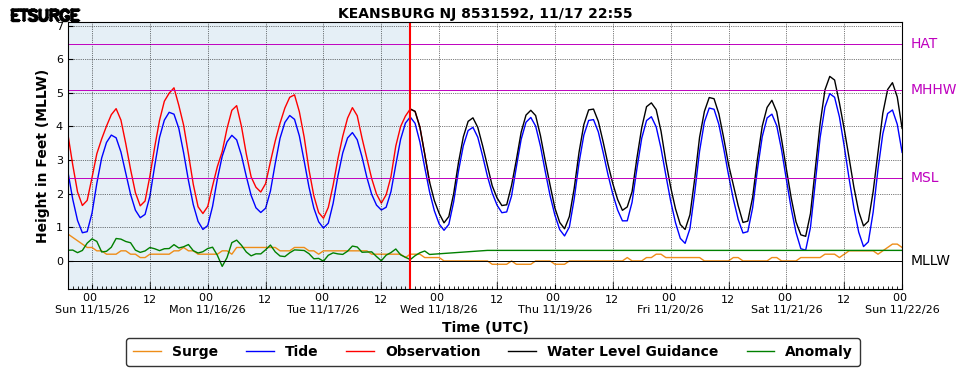 ETSURGE
KEANSBURG NJ 8531592, 11/17 22:55
Height in Feet (MLLW)
7
6
5
4
3
2
1
0
HAT
MHHW
MSL
MLLW
00 12 00 12 00 12 00 12 00 12 00 12 00 12 00
Sun 11/15/26 Mon 11/16/26 Tue 11/17/26 Wed 11/18/26 Thu 11/19/26 Fri 11/20/26 Sat 11/21/26 Sun 11/22/26
Time (UTC)
Surge Tide Observation Water Level Guidance Anomaly